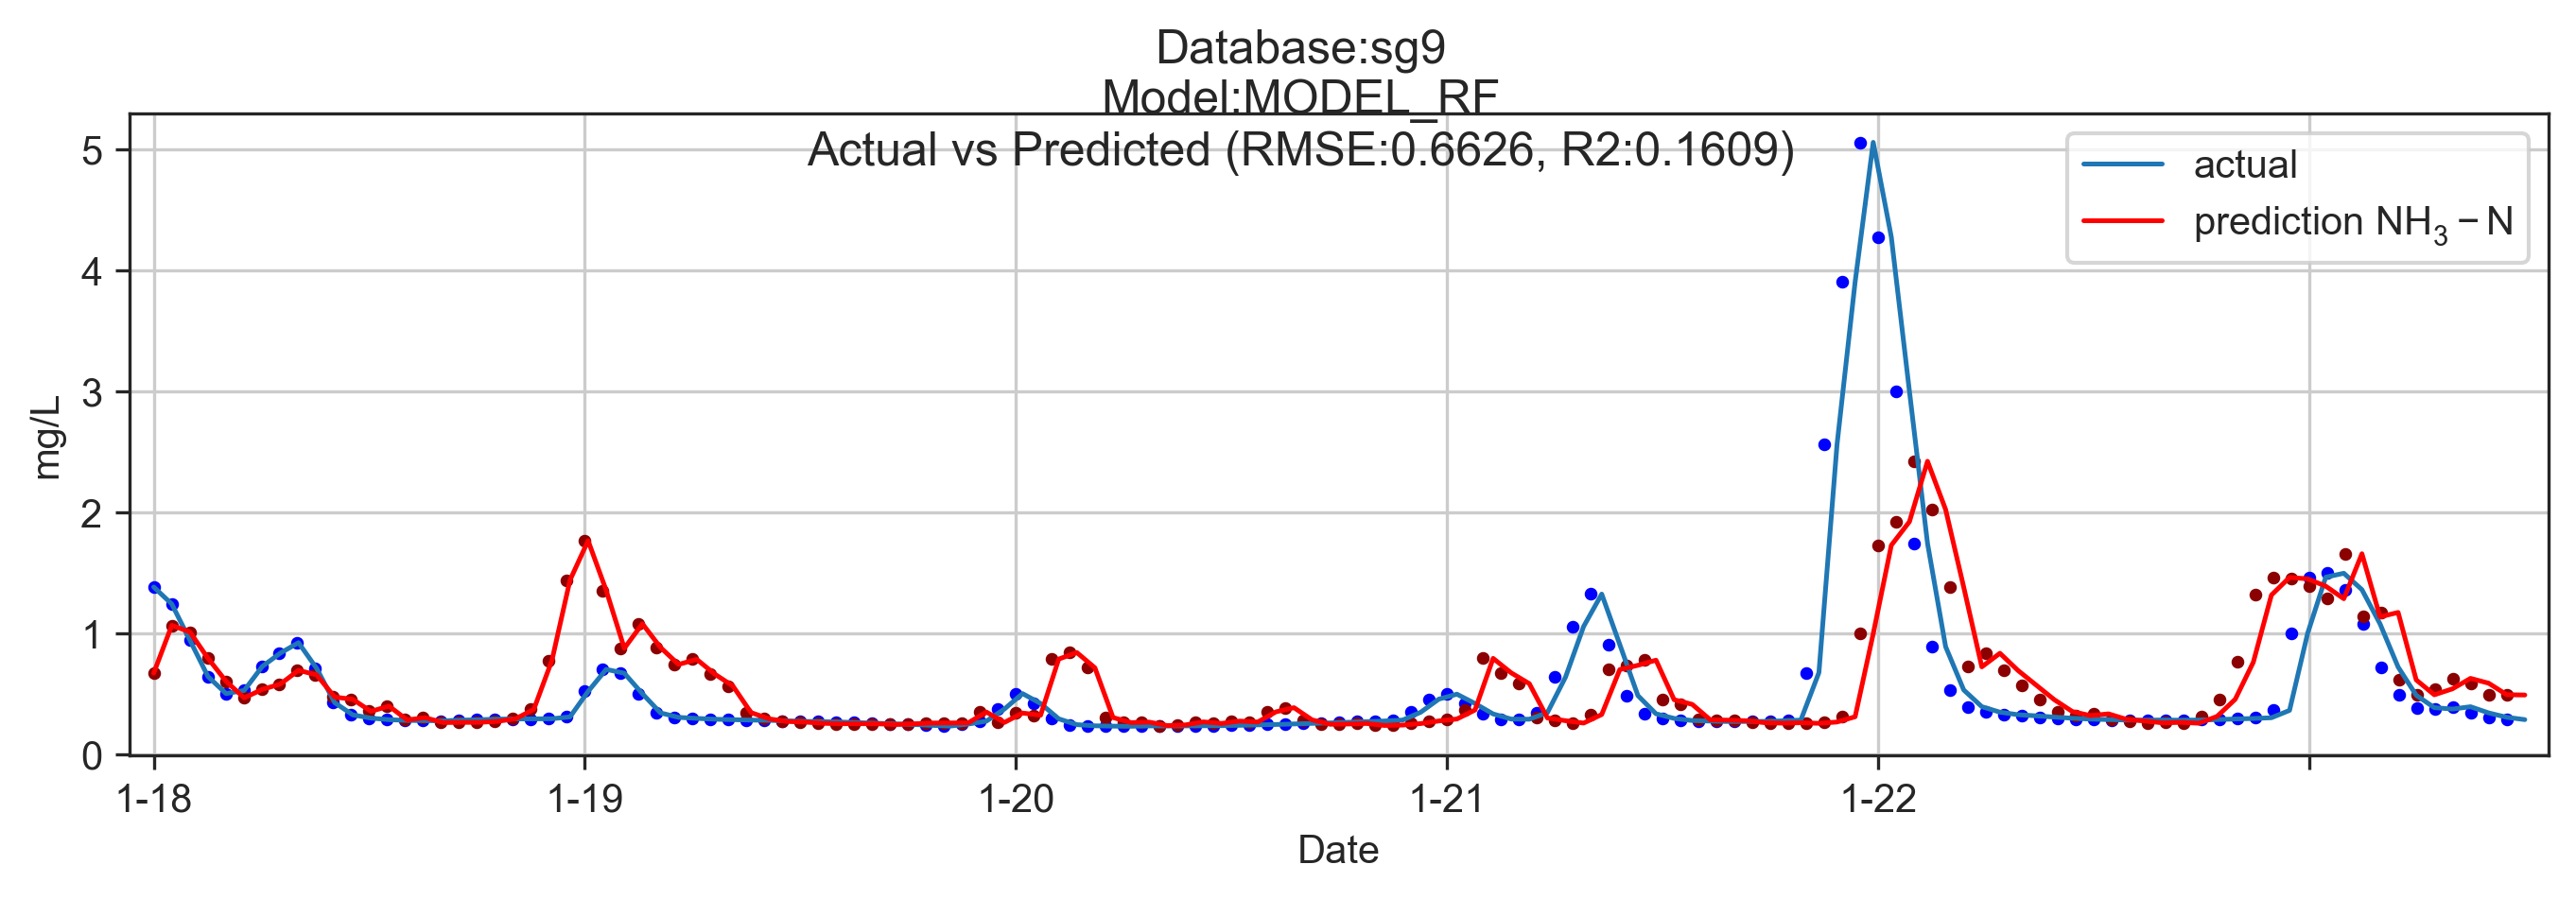 Database:sg9
Model:MODEL_RF
Actual vs Predicted (RMSE:0.6626, R2:0.1609)
actual
prediction NH₃ − N
5
4
3
2
1
0
mg/L
1-18 1-19 1-20 1-21 1-22
Date